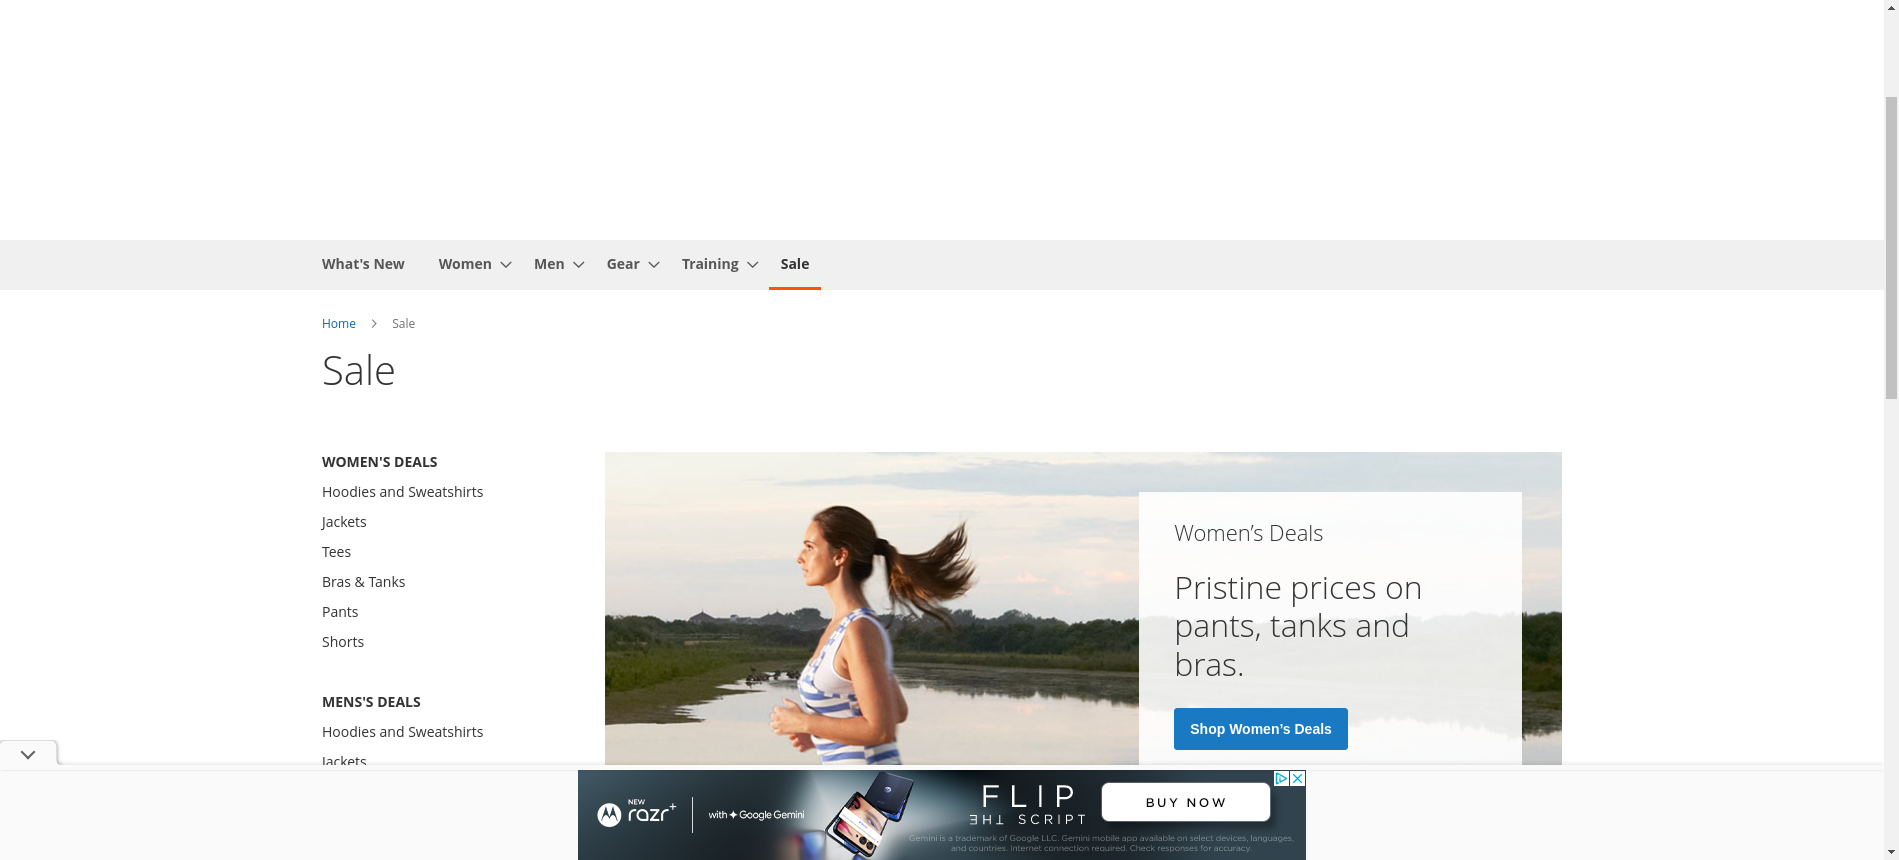 What's New Women Men Gear Training Sale
Home Sale
Sale
WOMEN'S DEALS
Hoodies and Sweatshirts
Jackets
Tees
Bras & Tanks
Pants
Shorts
MENS'S DEALS
Hoodies and Sweatshirts
Jackets
Women’s Deals
Pristine prices on
pants, tanks and
bras.
Shop Women’s Deals
NEW
razr+
with Google Gemini
FLIP
THE SCRIPT
BUY NOW
Gemini is a trademark of Google LLC. Gemini mobile app available on select devices, languages,
and countries. Internet connection required. Check responses for accuracy.